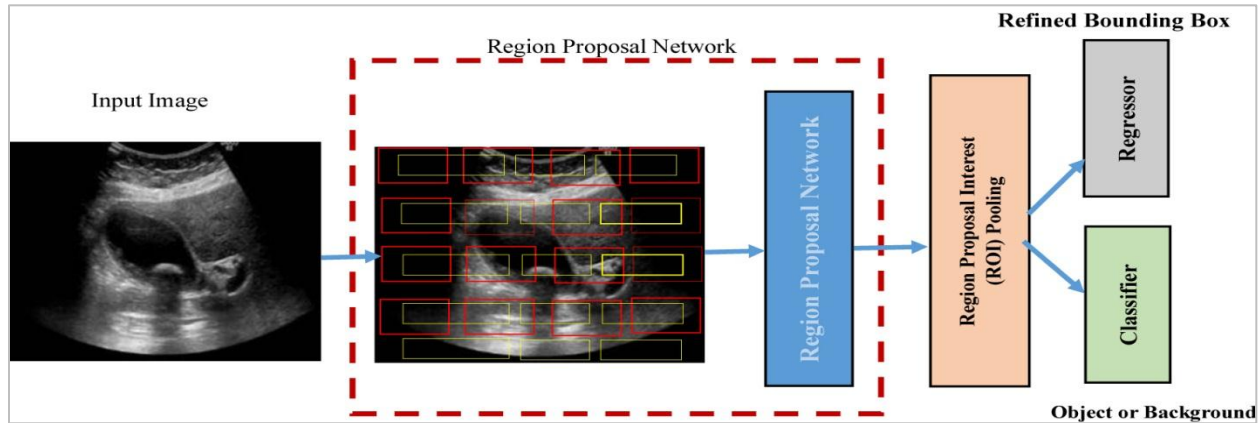 Region Proposal Network
Input Image
Region Proposal Network
Region Proposal Interest
(ROI) Pooling
Refined Bounding Box
Regressor
Classifier
Object or Background